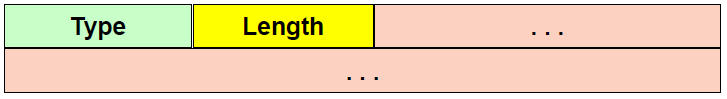 Type Length . . .
. . .